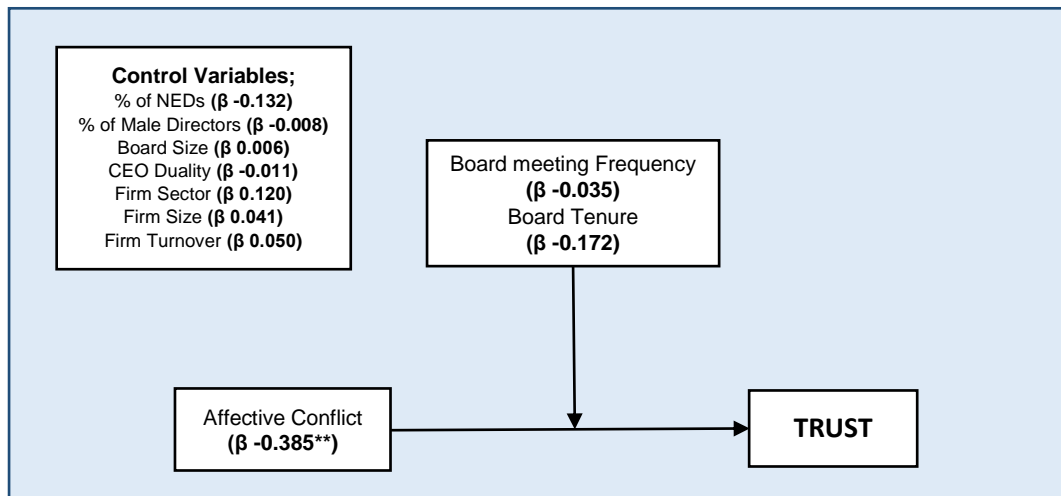 Control Variables;
% of NEDs (β -0.132)
% of Male Directors (β -0.008)
Board Size (β 0.006)
CEO Duality (β -0.011)
Firm Sector (β 0.120)
Firm Size (β 0.041)
Firm Turnover (β 0.050)
Board meeting Frequency
(β -0.035)
Board Tenure
(β -0.172)
Affective Conflict
(β -0.385**)
TRUST